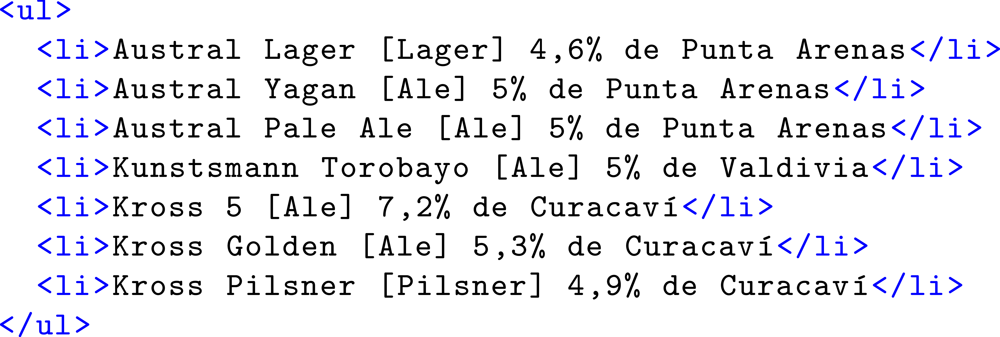 <ul>
<li>Austral Lager [Lager] 4,6% de Punta Arenas</li>
<li>Austral Yagan [Ale] 5% de Punta Arenas</li>
<li>Austral Pale Ale [Ale] 5% de Punta Arenas</li>
<li>Kunstsmann Torobayo [Ale] 5% de Valdivia</li>
<li>Kross 5 [Ale] 7,2% de Curacaví</li>
<li>Kross Golden [Ale] 5,3% de Curacaví</li>
<li>Kross Pilsner [Pilsner] 4,9% de Curacaví</li>
</ul>